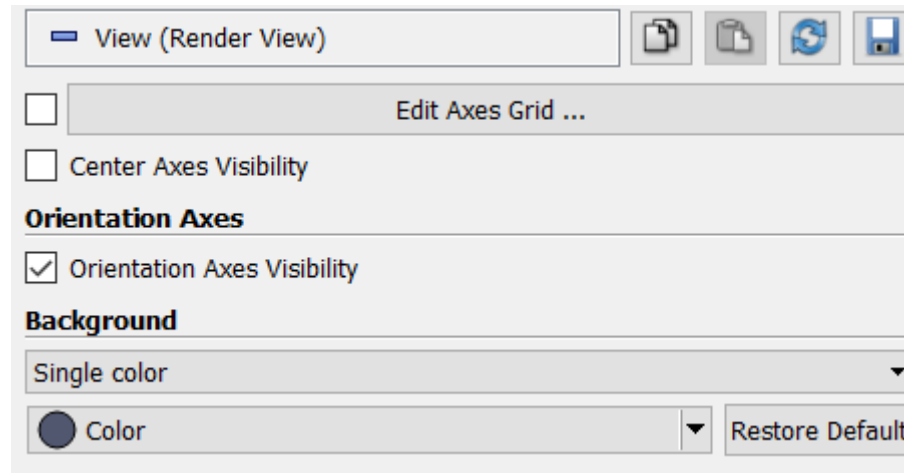 View (Render View)
Edit Axes Grid ...
Center Axes Visibility
Orientation Axes
Orientation Axes Visibility
Background
Single color
Color Restore Default